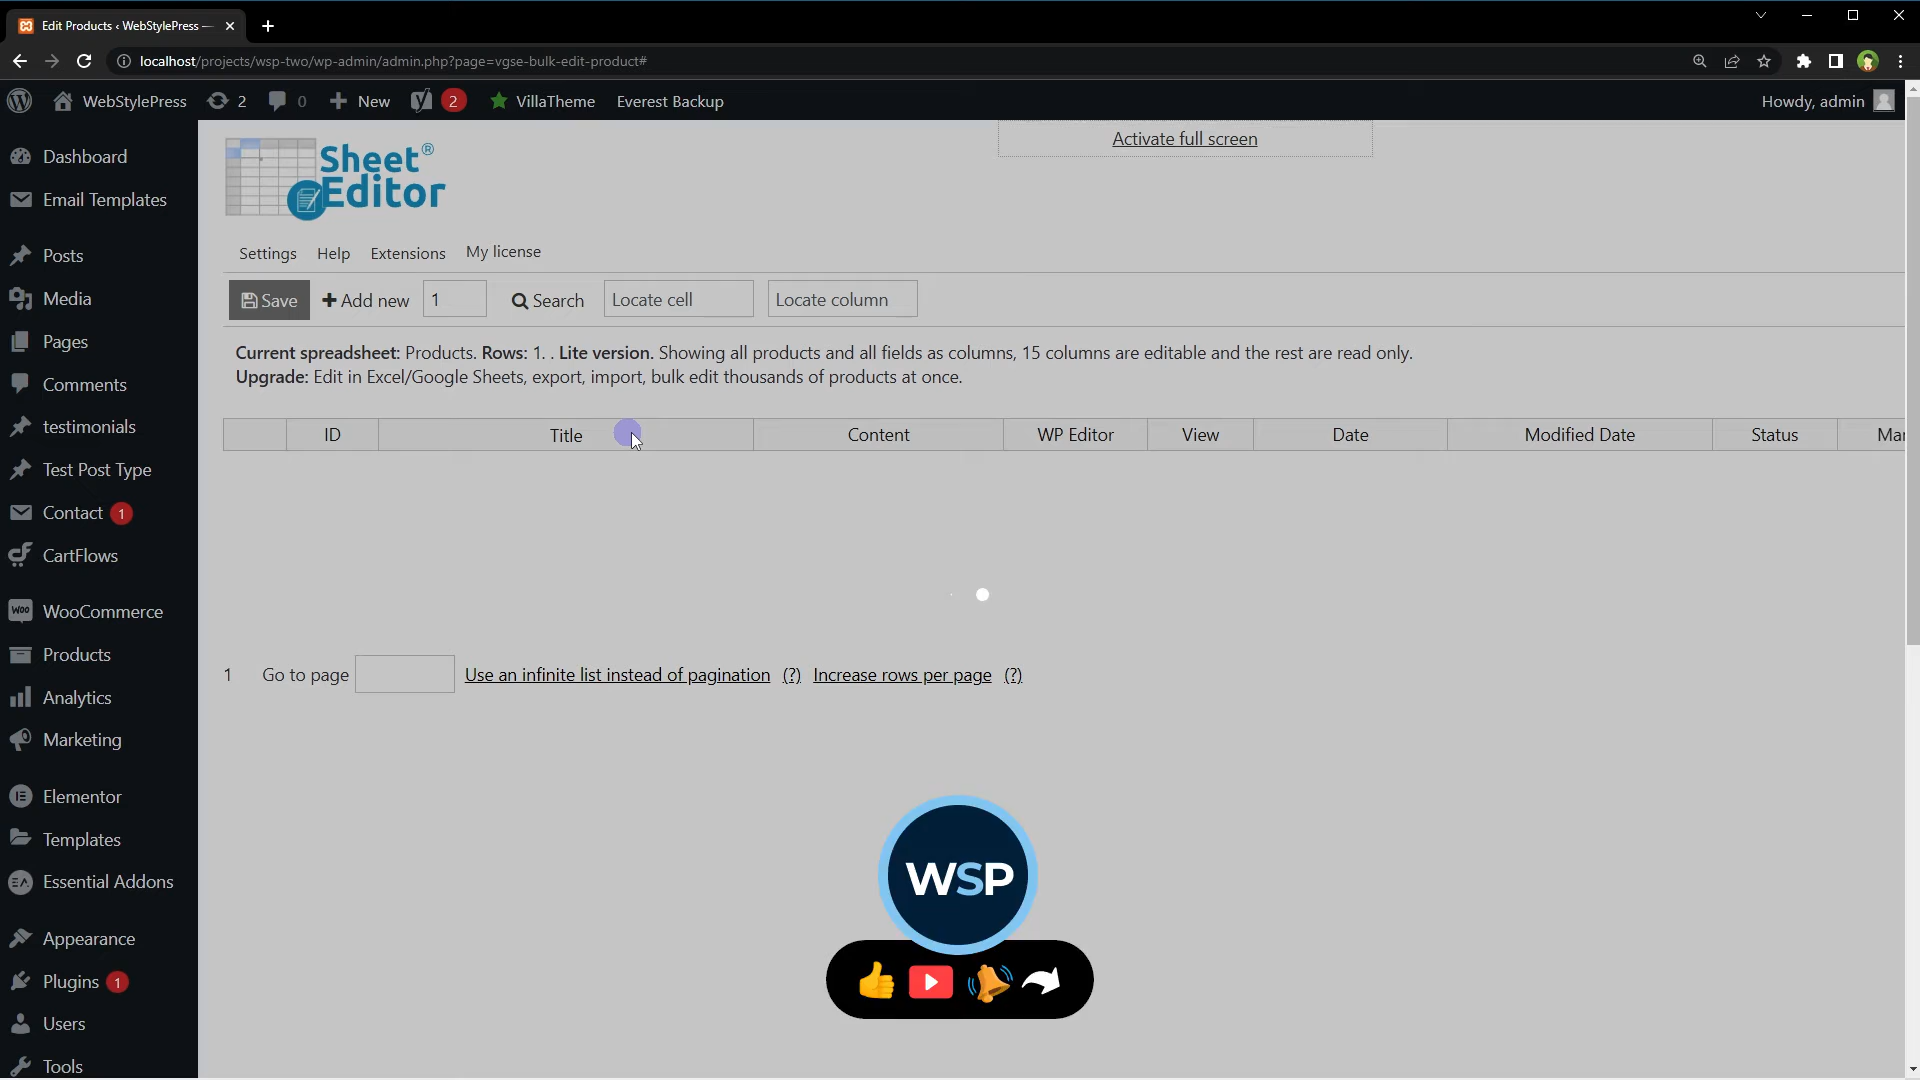 Edit Products ‹ WebStylePress —
localhost/projects/wsp-two/wp-admin/admin.php?page=vgse-bulk-edit-product#
WebStylePress 2 0 New 2 VillaTheme Everest Backup Howdy, admin
Dashboard
Email Templates
Posts
Media
Pages
Comments
testimonials
Test Post Type
Contact 1
CartFlows
Woo WooCommerce
Products
Analytics
Marketing
Elementor
Templates
EA Essential Addons
Appearance
Plugins 1
Users
Tools
Sheet®
Editor
Activate full screen
Settings Help Extensions My license
Save Add new 1 Search Locate cell Locate column
Current spreadsheet: Products. Rows: 1. . Lite version. Showing all products and all fields as columns, 15 columns are editable and the rest are read only.
Upgrade: Edit in Excel/Google Sheets, export, import, bulk edit thousands of products at once.
ID Title Content WP Editor View Date Modified Date Status Mar
1 Go to page Use an infinite list instead of pagination (?) Increase rows per page (?)
WSP